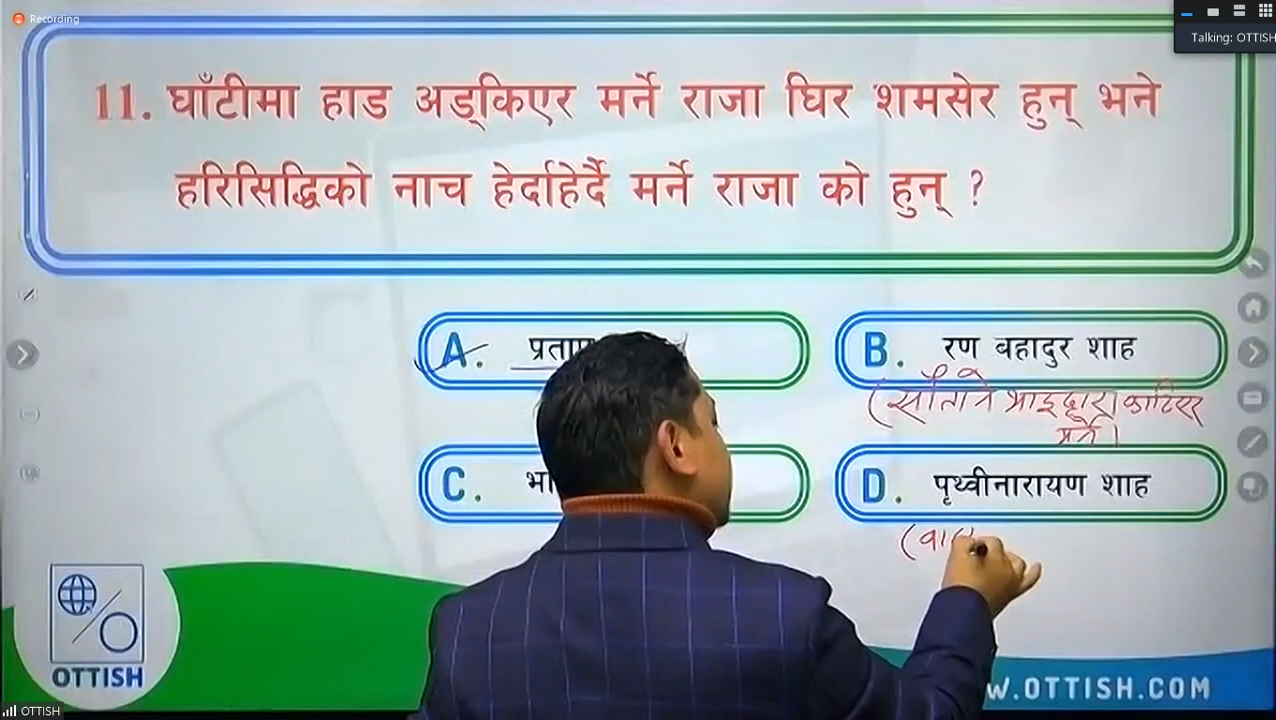 Recording
Talking: OTTISH
11. घाँटीमा हाड अड्किएर मर्ने राजा घिर शमसेर हुन् भने
हरिसिद्धिको नाच हेर्दाहेर्दै मर्ने राजा को हुन् ?
A. प्रताप
B. रण बहादुर शाह
(सौताने भाइद्वारा काटिएर
मर्ने।
C.
D. पृथ्वीनारायण शाह
OTTISH
W.OTTISH.COM
OTTISH